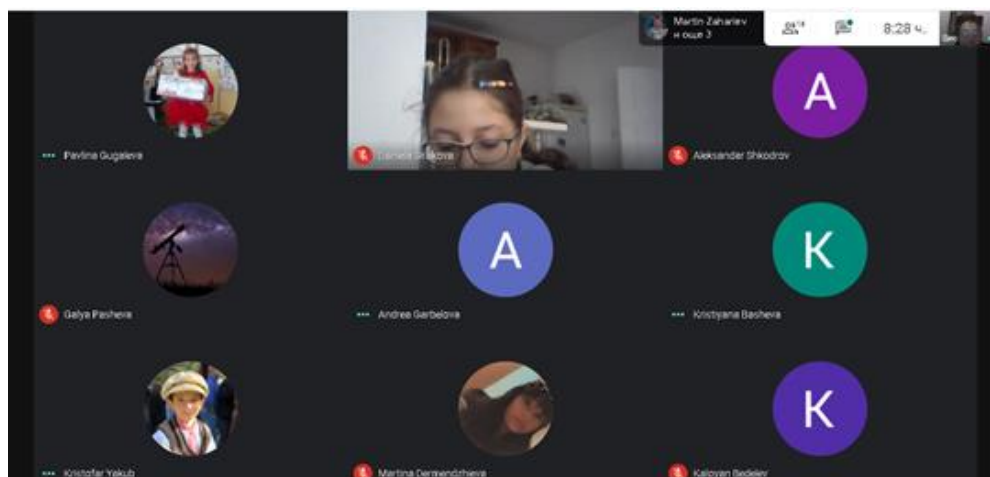 Martin Zahariev
и още 3
8:28 ч.
Pavlina Gugaleva
Aleksander Shkodrov
A
Galya Pasheva
A
Andrea Garbelova
K
Kristiyana Basheva
Kristofar Yakub
Martina Dermendzhieva
K
Kaloyan Bedelev